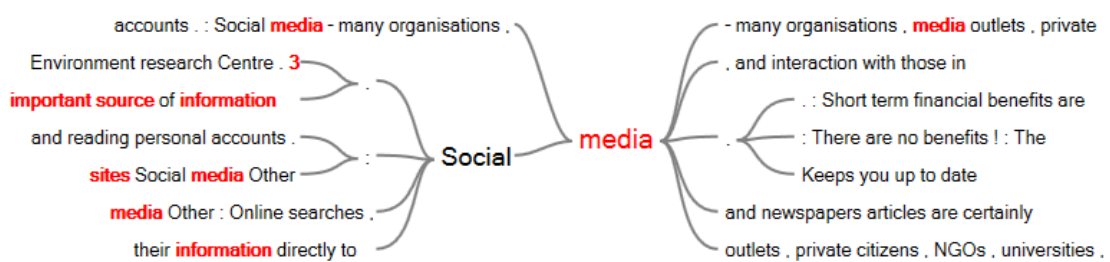 accounts . : Social media - many organisations ,
Environment research Centre . 3
.
important source of information
and reading personal accounts .
:
sites Social media Other
media Other : Online searches ,
their information directly to
Social
media
- many organisations , media outlets , private
, and interaction with those in
.
. : Short term financial benefits are
: There are no benefits ! : The
Keeps you up to date
and newspapers articles are certainly
outlets , private citizens , NGOs , universities ,